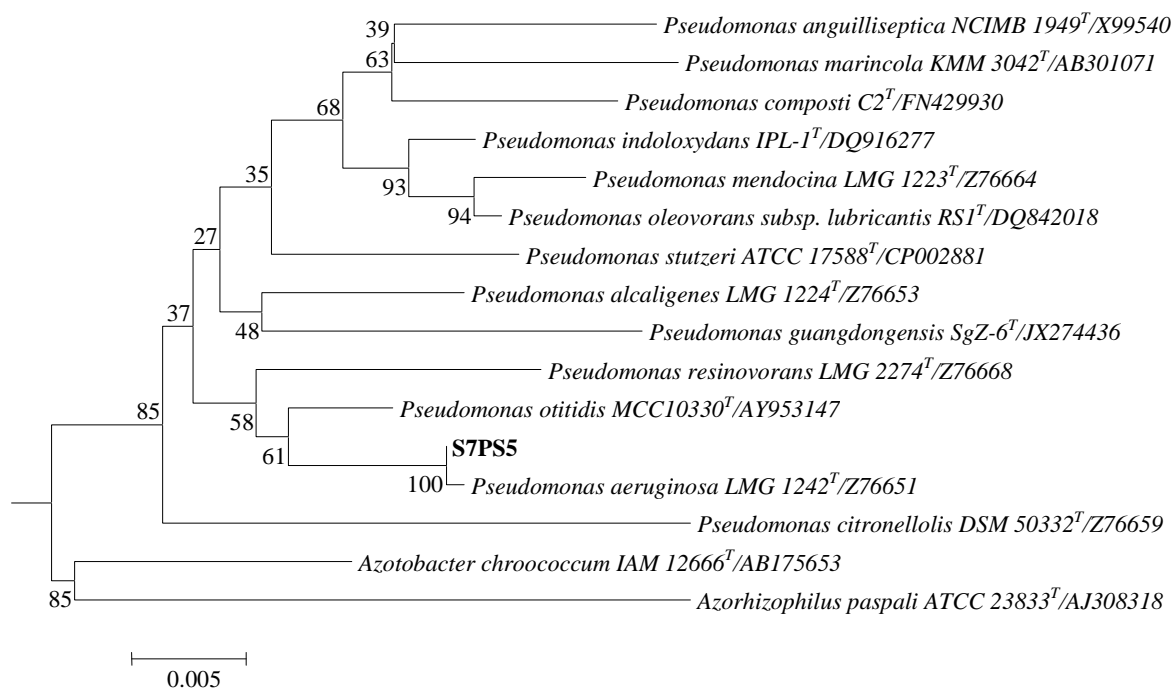 39
Pseudomonas anguilliseptica NCIMB 1949ᵀ/X99540
63
Pseudomonas marincola KMM 3042ᵀ/AB301071
68
Pseudomonas composti C2ᵀ/FN429930
Pseudomonas indoloxydans IPL-1ᵀ/DQ916277
35
93
Pseudomonas mendocina LMG 1223ᵀ/Z76664
94
Pseudomonas oleovorans subsp. lubricantis RS1ᵀ/DQ842018
27
Pseudomonas stutzeri ATCC 17588ᵀ/CP002881
Pseudomonas alcaligenes LMG 1224ᵀ/Z76653
37
48
Pseudomonas guangdongensis SgZ-6ᵀ/JX274436
Pseudomonas resinovorans LMG 2274ᵀ/Z76668
85
58
Pseudomonas otitidis MCC10330ᵀ/AY953147
61
S7PS5
100
Pseudomonas aeruginosa LMG 1242ᵀ/Z76651
Pseudomonas citronellolis DSM 50332ᵀ/Z76659
Azotobacter chroococcum IAM 12666ᵀ/AB175653
85
Azorhizophilus paspali ATCC 23833ᵀ/AJ308318
0.005